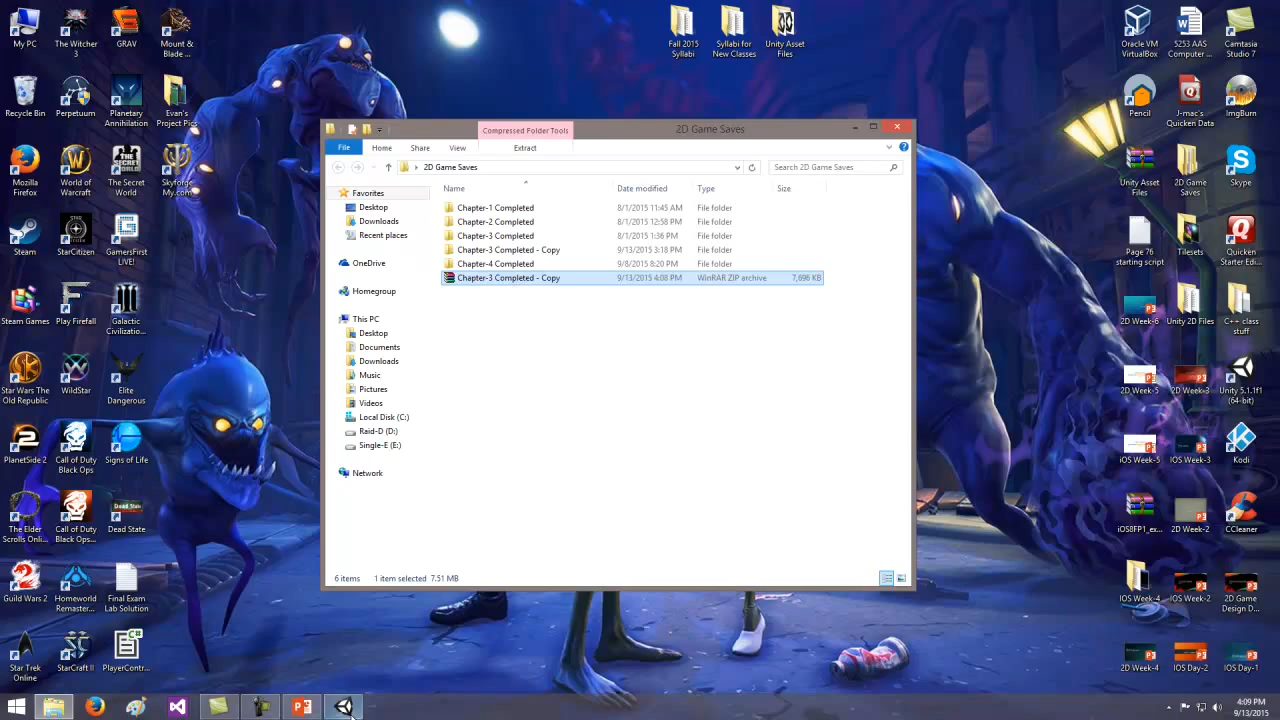 My PC
The Witcher
3
GRAV
Mount &
Blade ...
Fall 2015
Syllabi
Syllabi for
New Classes
Unity Asset
Files
Oracle VM
VirtualBox
5253 AAS
Computer ...
Camtasia
Studio 7
Recycle Bin
Perpetuum
Planetary
Annihilation
Evan's
Project Pics
Pencil
J-mac's
Quicken Data
ImgBurn
Mozilla
Firefox
World of
Warcraft
The Secret
World
Skyforge
My.com
Unity Asset
Files
2D Game
Saves
Skype
Steam
StarCitizen
GamersFirst
LIVE!
Page 76
starting script
Tilesets
Quicken
Starter Edi...
Steam Games
Play Firefall
Galactic
Civilizatio...
2D Week-6
Unity 2D Files
C++ class
stuff
Star Wars The
Old Republic
WildStar
Elite
Dangerous
2D Week-5
2D Week-3
Unity 5.1.1f1
(64-bit)
PlanetSide 2
Call of Duty
Black Ops
Signs of Life
iOS Week-5
iOS Week-3
Kodi
The Elder
Scrolls Onli...
Call of Duty
Black Ops...
Dead State
iOS8FP1_ex...
2D Week-2
CCleaner
Guild Wars 2
Homeworld
Remaster...
Final Exam
Lab Solution
IOS Week-4
IOS Week-2
2D Game
Design D...
Star Trek
Online
StarCraft II
PlayerContr...
2D Week-4
IOS Day-2
IOS Day-1
Compressed Folder Tools
2D Game Saves
File
Home
Share
View
Extract
2D Game Saves
Search 2D Game Saves
Name
Date modified
Type
Size
Favorites
Desktop
Downloads
Recent places
OneDrive
Homegroup
This PC
Desktop
Documents
Downloads
Music
Pictures
Videos
Local Disk (C:)
Raid-D (D:)
Single-E (E:)
Network
Chapter-1 Completed 8/1/2015 11:45 AM File folder
Chapter-2 Completed 8/1/2015 12:58 PM File folder
Chapter-3 Completed 8/1/2015 1:36 PM File folder
Chapter-3 Completed - Copy 9/13/2015 3:18 PM File folder
Chapter-4 Completed 9/8/2015 8:20 PM File folder
Chapter-3 Completed - Copy 9/13/2015 4:08 PM WinRAR ZIP archive 7,696 KB
6 items 1 item selected 7.51 MB
4:09 PM
9/13/2015